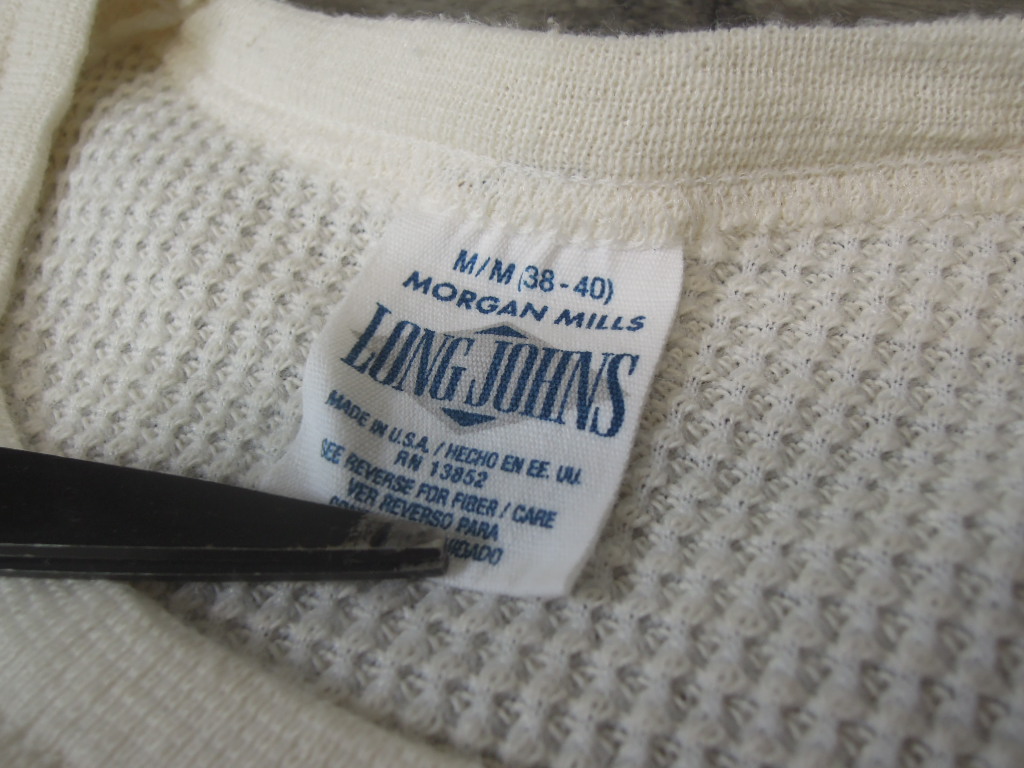 M/M (38-40)
MORGAN MILLS
LONG JOHNS
MADE IN U.S.A. / HECHO EN EE. UU.
RN 13852
SEE REVERSE FOR FIBER / CARE
VER REVERSO PARA